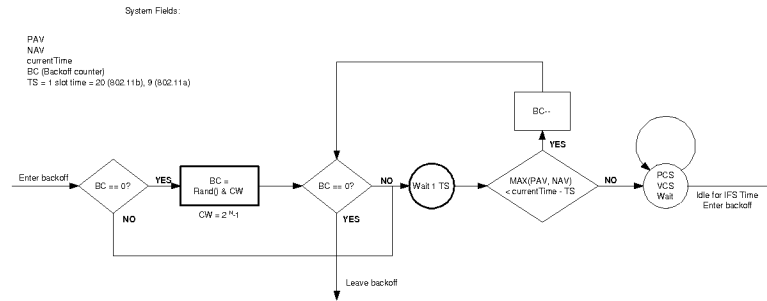 System Fields:
PAV
NAV
currentTime
BC (Backoff counter)
TS = 1 slot time = 20 (802.11b), 9 (802.11a)
BC--
YES
Enter backoff
BC == 0?
YES
BC =
Rand() & CW
CW = 2^N-1
NO
BC == 0?
NO
YES
Wait 1 TS
MAX(PAV, NAV)
< currentTime - TS
NO
PCS
VCS
Wait
Idle for IFS Time
Enter backoff
Leave backoff